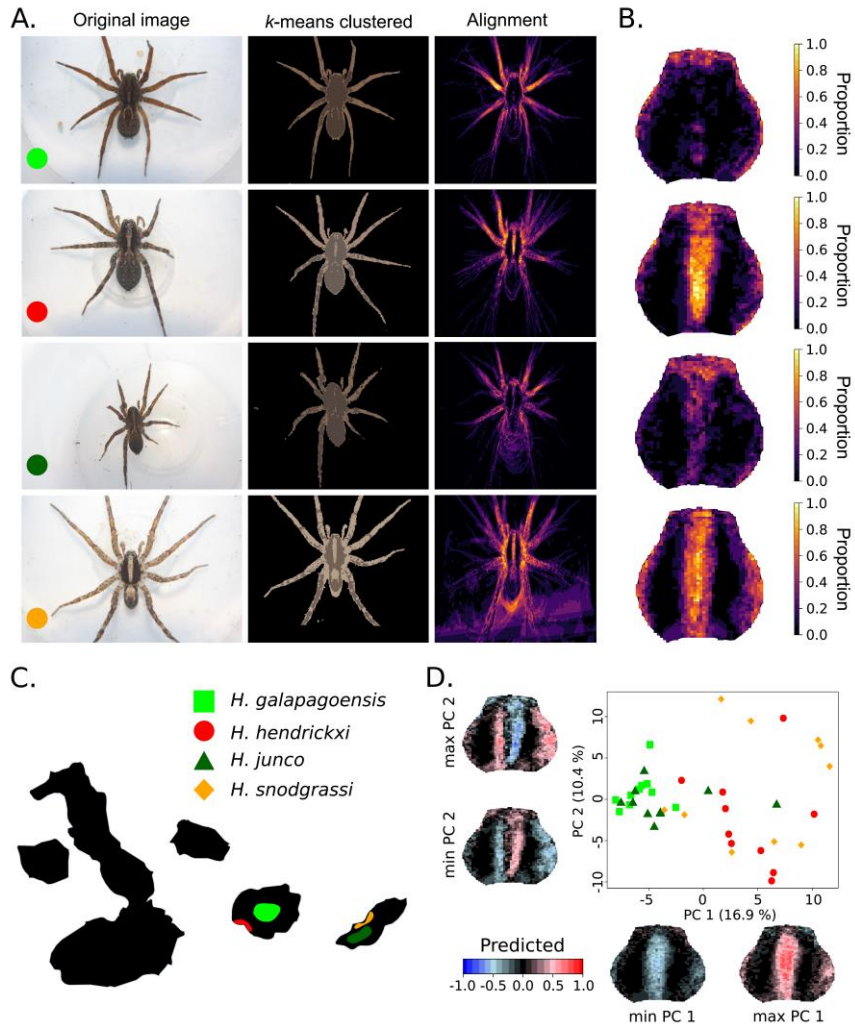 A.
Original image
k-means clustered
Alignment
B.
1.0
0.8
0.6
0.4
0.2
0.0
Proportion
1.0
0.8
0.6
0.4
0.2
0.0
Proportion
1.0
0.8
0.6
0.4
0.2
0.0
Proportion
1.0
0.8
0.6
0.4
0.2
0.0
Proportion
C.
H. galapagoensis
H. hendrickxi
H. junco
H. snodgrassi
D.
max PC 2
min PC 2
PC 2 (10.4 %)
10
5
0
-5
-10
-5
0
5
10
PC 1 (16.9 %)
Predicted
-1.0 -0.5 0.0 0.5 1.0
min PC 1
max PC 1